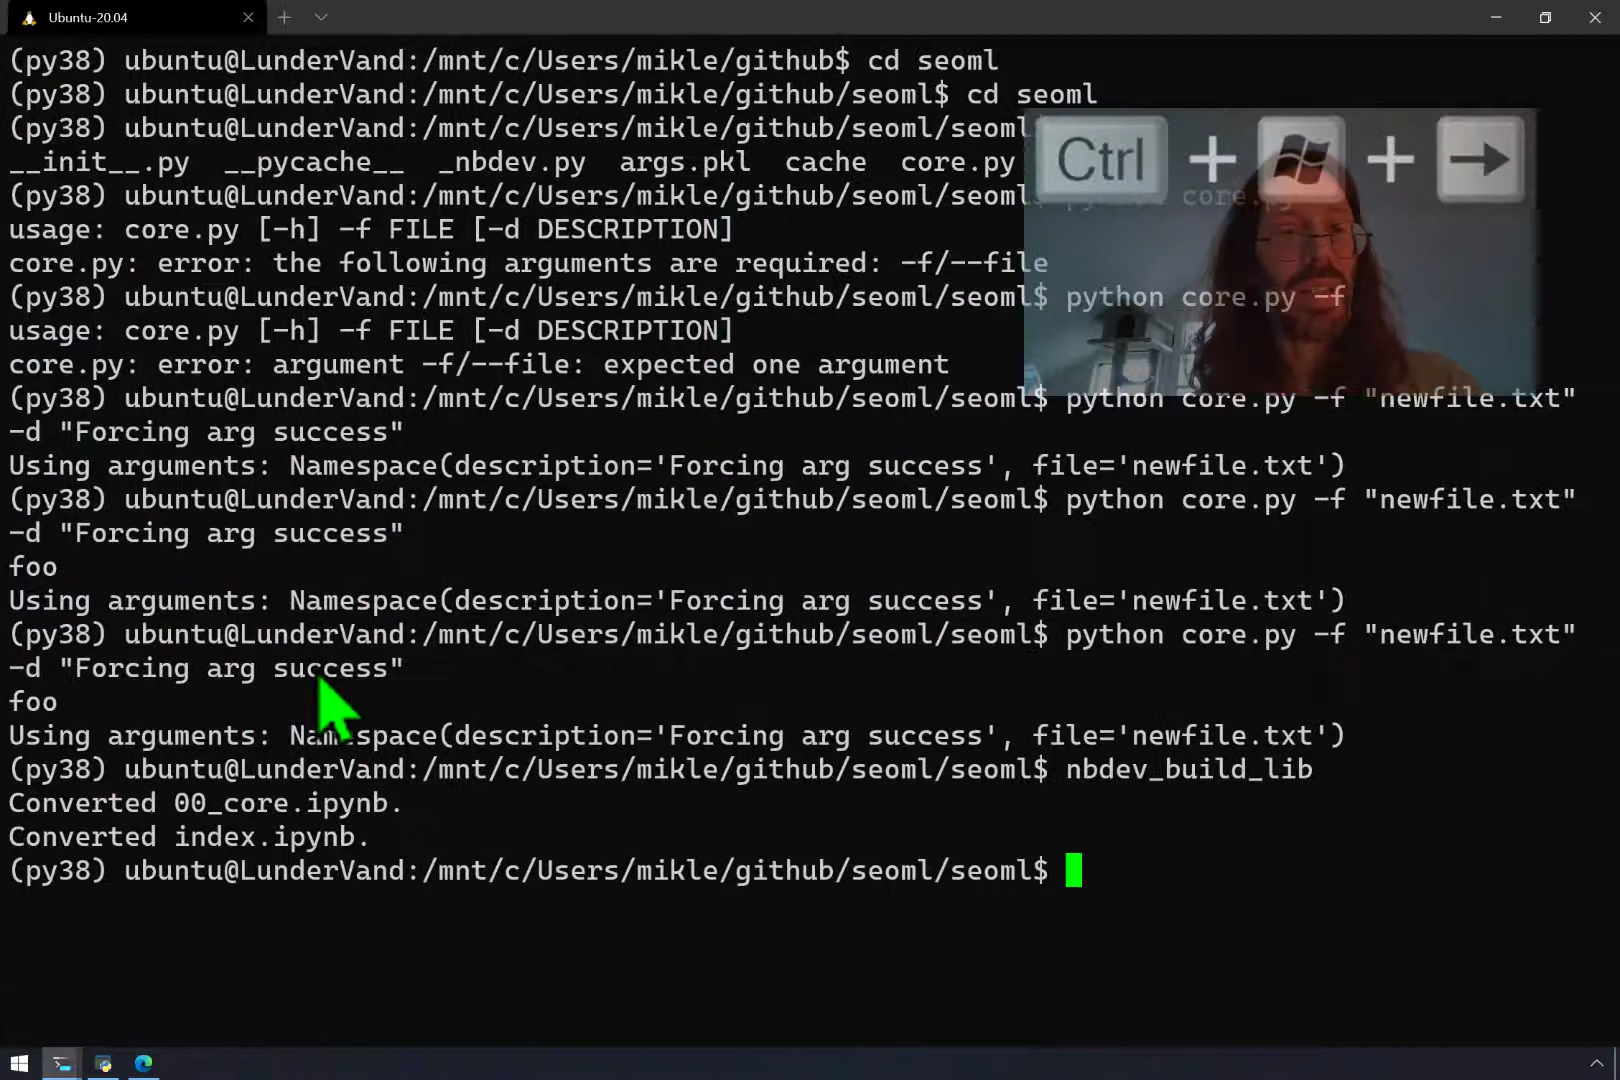 Ubuntu-20.04
(py38) ubuntu@LunderVand:/mnt/c/Users/mikle/github$ cd seoml
(py38) ubuntu@LunderVand:/mnt/c/Users/mikle/github/seoml$ cd seoml
(py38) ubuntu@LunderVand:/mnt/c/Users/mikle/github/seoml/seoml
Ctrl + + →
__init__.py  __pycache__  _nbdev.py  args.pkl  cache  core.py
(py38) ubuntu@LunderVand:/mnt/c/Users/mikle/github/seoml/seoml$ python core.py
usage: core.py [-h] -f FILE [-d DESCRIPTION]
core.py: error: the following arguments are required: -f/--file
(py38) ubuntu@LunderVand:/mnt/c/Users/mikle/github/seoml/seoml$ python core.py -f
usage: core.py [-h] -f FILE [-d DESCRIPTION]
core.py: error: argument -f/--file: expected one argument
(py38) ubuntu@LunderVand:/mnt/c/Users/mikle/github/seoml/seoml$ python core.py -f "newfile.txt"
-d "Forcing arg success"
Using arguments: Namespace(description='Forcing arg success', file='newfile.txt')
(py38) ubuntu@LunderVand:/mnt/c/Users/mikle/github/seoml/seoml$ python core.py -f "newfile.txt"
-d "Forcing arg success"
foo
Using arguments: Namespace(description='Forcing arg success', file='newfile.txt')
(py38) ubuntu@LunderVand:/mnt/c/Users/mikle/github/seoml/seoml$ python core.py -f "newfile.txt"
-d "Forcing arg success"
foo
Using arguments: Namespace(description='Forcing arg success', file='newfile.txt')
(py38) ubuntu@LunderVand:/mnt/c/Users/mikle/github/seoml/seoml$ nbdev_build_lib
Converted 00_core.ipynb.
Converted index.ipynb.
(py38) ubuntu@LunderVand:/mnt/c/Users/mikle/github/seoml/seoml$